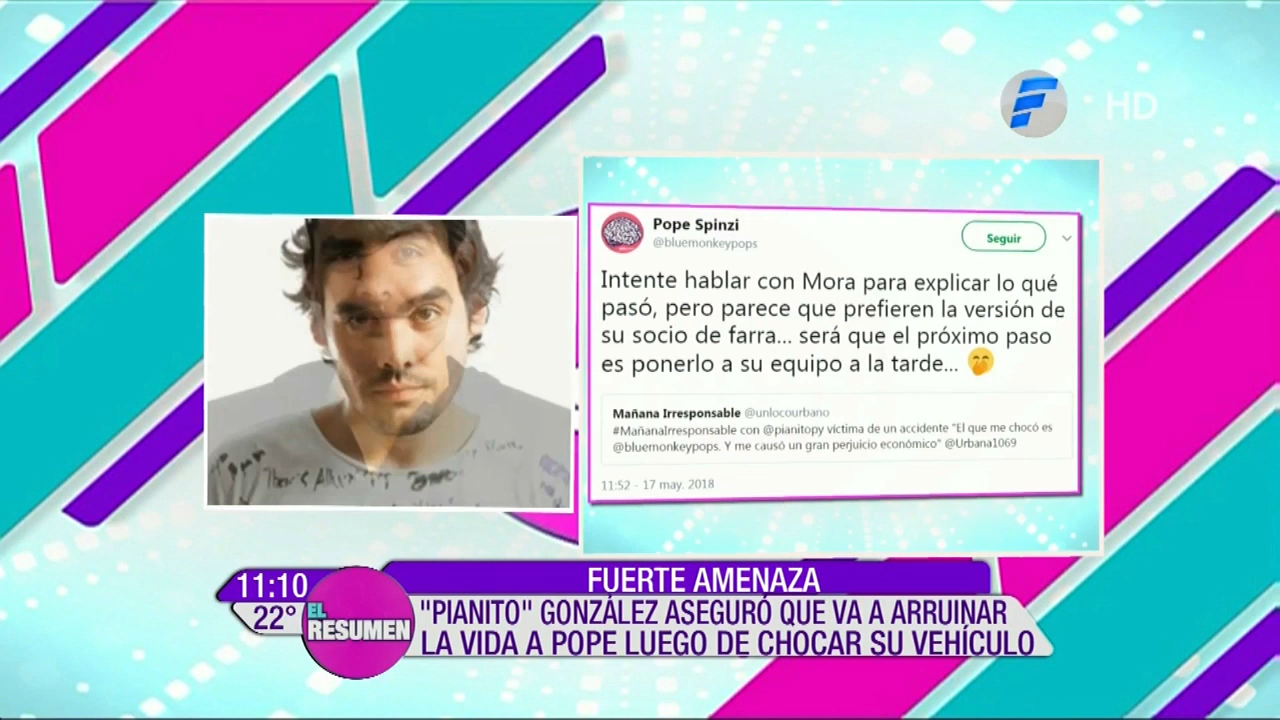 HD
Pope Spinzi
@bluemonkeypops
Seguir
Intente hablar con Mora para explicar lo qué
pasó, pero parece que prefieren la versión de
su socio de farra... será que el próximo paso
es ponerlo a su equipo a la tarde... 🤭
Mañana Irresponsable @unlocourbano
#MañanaIrresponsable con @pianitopy víctima de un accidente "El que me chocó es
@bluemonkeypops. Y me causó un gran perjuicio económico" @Urbana1069
11:52 - 17 may. 2018
11:10
22°
EL
RESUMEN
FUERTE AMENAZA
"PIANITO" GONZÁLEZ ASEGURÓ QUE VA A ARRUINAR
LA VIDA A POPE LUEGO DE CHOCAR SU VEHÍCULO